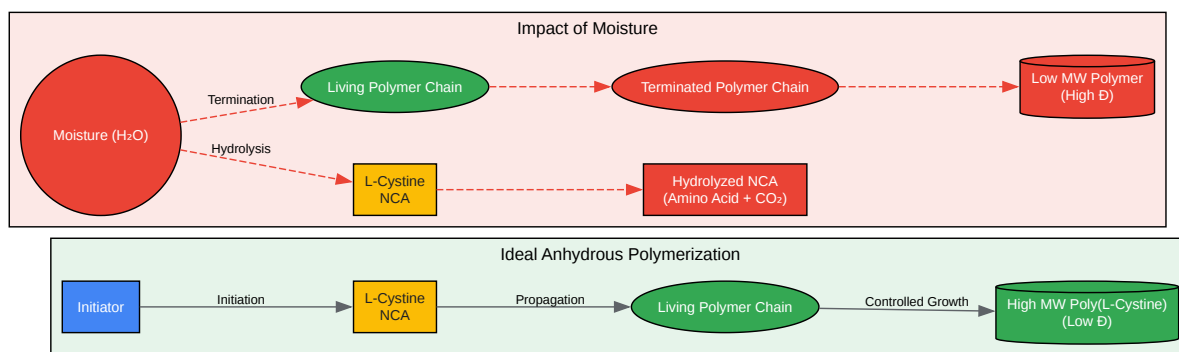 Impact of Moisture
Moisture (H₂O)
Termination
Living Polymer Chain
Terminated Polymer Chain
Low MW Polymer
(High Đ)
Hydrolysis
L-Cystine
NCA
Hydrolyzed NCA
(Amino Acid + CO₂)
Ideal Anhydrous Polymerization
Initiator
Initiation
L-Cystine
NCA
Propagation
Living Polymer Chain
Controlled Growth
High MW Poly(L-Cystine)
(Low Đ)